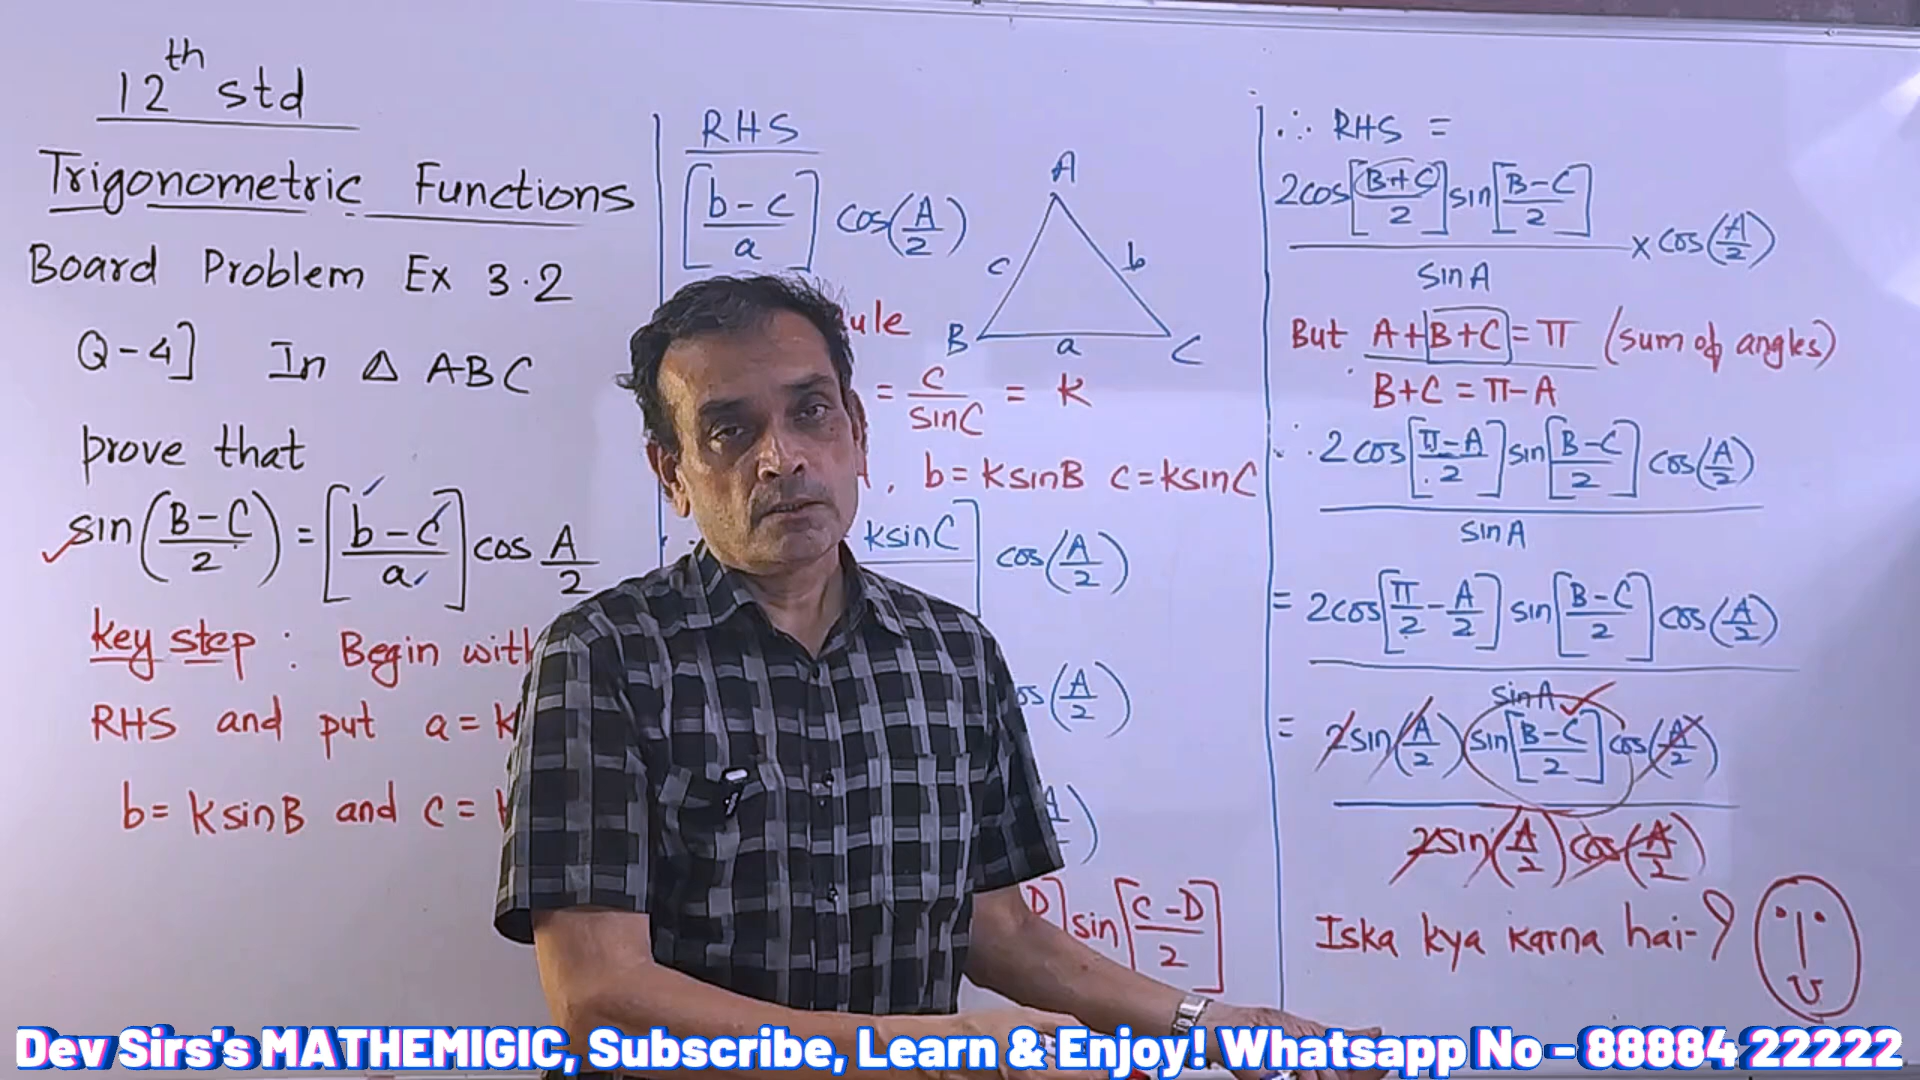 12th std
Trigonometric Functions
Board Problem Ex 3.2
Q-4] In △ ABC
prove that
sin(B-C/2) = [b-c/a] cos A/2
key step : Begin with
RHS and put a = k
b = ksinB and c =
RHS
[b-c/a] cos(A/2)
A
c
b
B
a
C
ule
= c/sinC = k
, b = ksinB c = ksinC
ksinC] cos(A/2)
os(A/2)
A/
D] sin[C-D/2]
∴ RHS =
2cos[B+C/2] sin[B-C/2] / sinA × cos(A/2)
But A+B+C = π (sum of angles)
B+C = π-A
∴ 2cos[π-A/2] sin[B-C/2] cos(A/2)
sinA
= 2cos[π/2 - A/2] sin[B-C/2] cos(A/2)
sinA
= 2sin(A/2) sin[B-C/2] cos(A/2)
2sin(A/2) cos(A/2)
Iska kya karna hai-?
Dev Sirs's MATHEMIGIC, Subscribe, Learn & Enjoy! Whatsapp No - 88884 22222